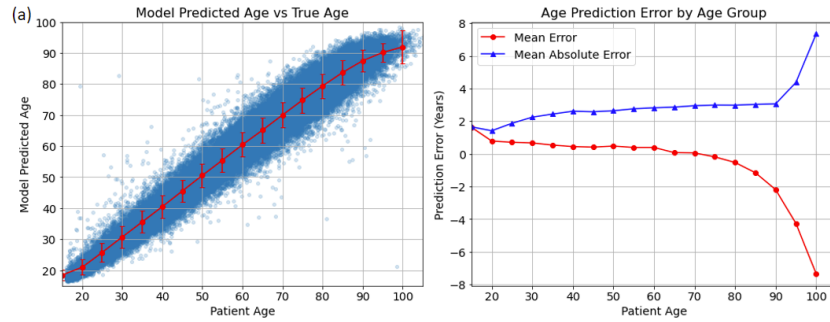 (a)
Model Predicted Age vs True Age
Model Predicted Age
100
90
80
70
60
50
40
30
20
20 30 40 50 60 70 80 90 100
Patient Age
Age Prediction Error by Age Group
Mean Error
Mean Absolute Error
Prediction Error (Years)
8
6
4
2
0
−2
−4
−6
−8
20 30 40 50 60 70 80 90 100
Patient Age